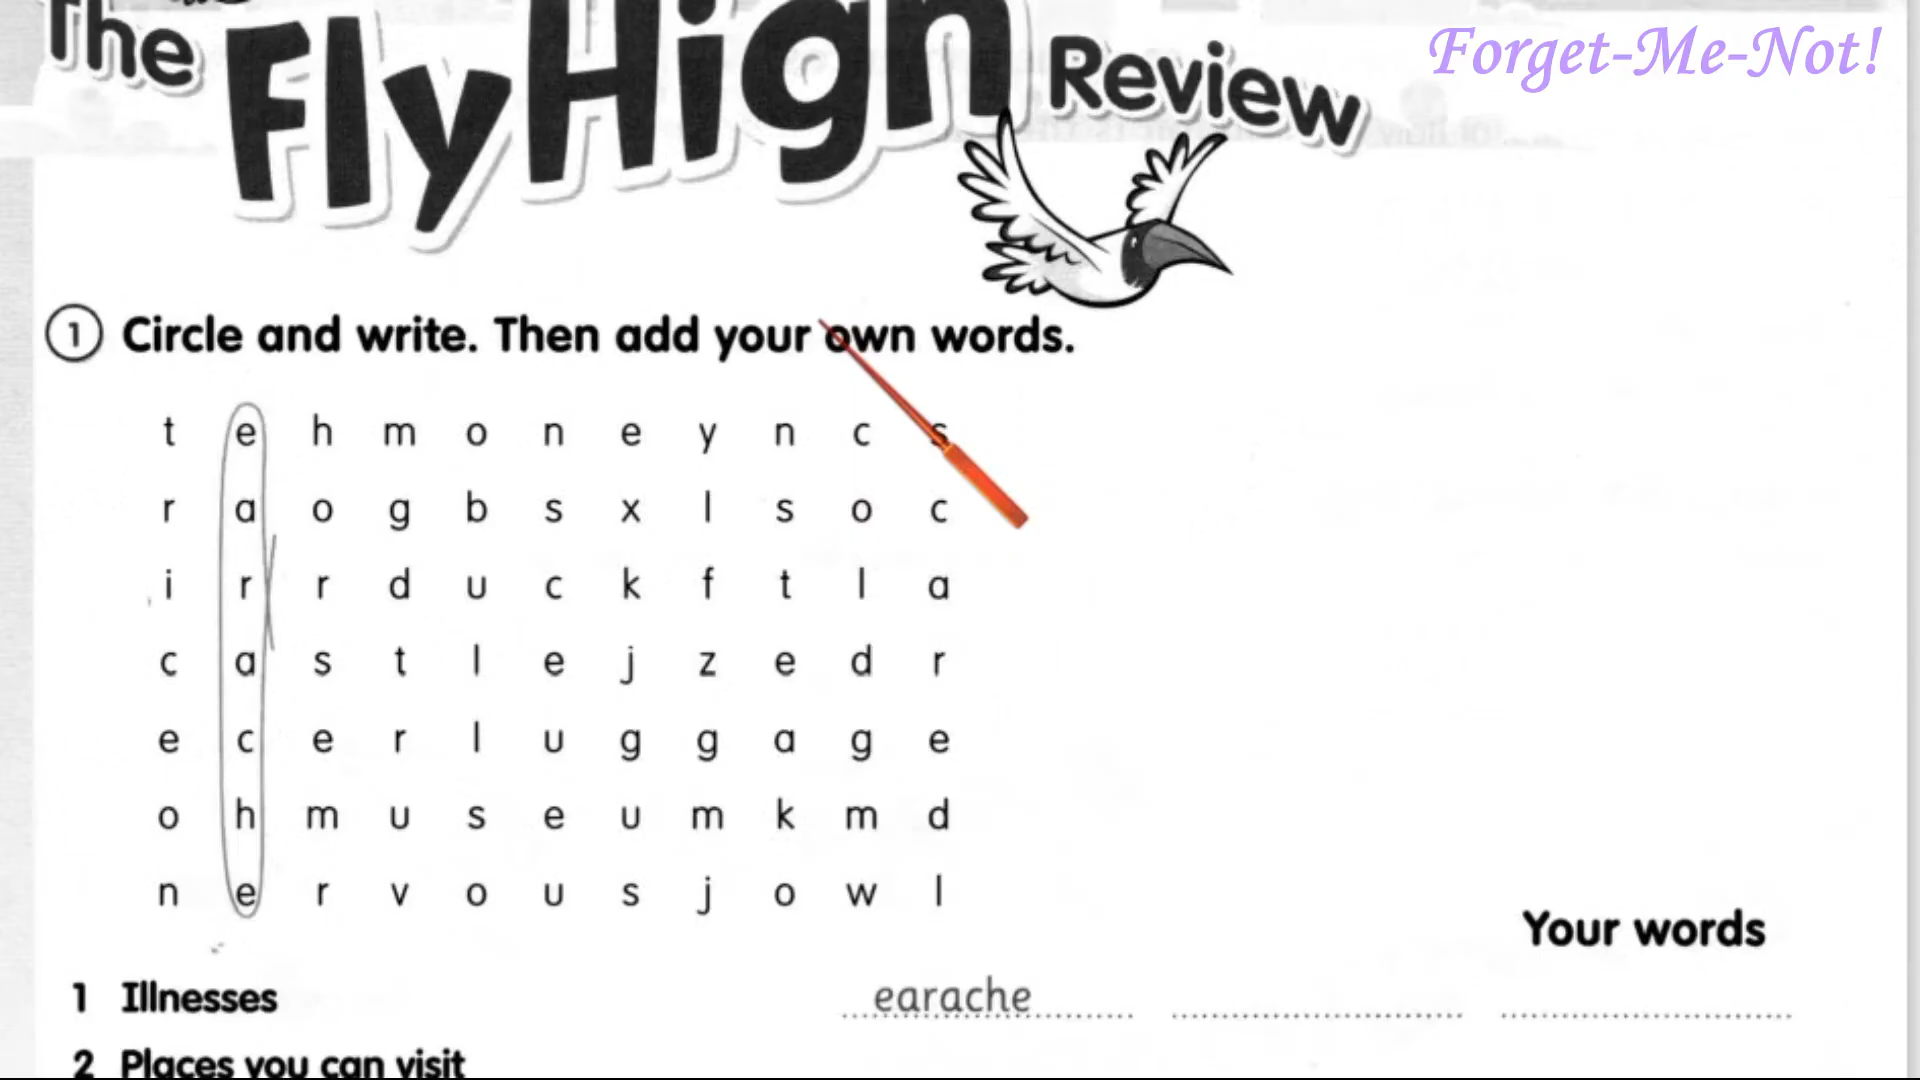 The FlyHigh Review
Forget-Me-Not!
1 Circle and write. Then add your own words.
t e h m o n e y n c s
r a o g b s x l s o c
i r r d u c k f t l a
c a s t l e j z e d r
e c e r l u g g a g e
o h m u s e u m k m d
n e r v o u s j o w l
Your words
1 Illnesses earache
2 Places you can visit